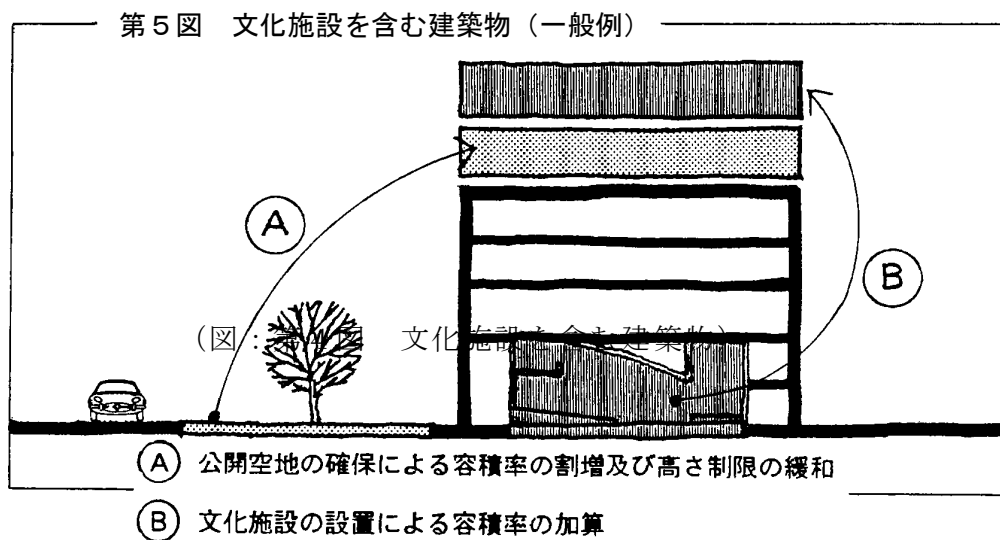 第５図　文化施設を含む建築物（一般例）
A
B
（図：第４図　文化施設を含む建築物）
A 公開空地の確保による容積率の割増及び高さ制限の緩和
B 文化施設の設置による容積率の加算